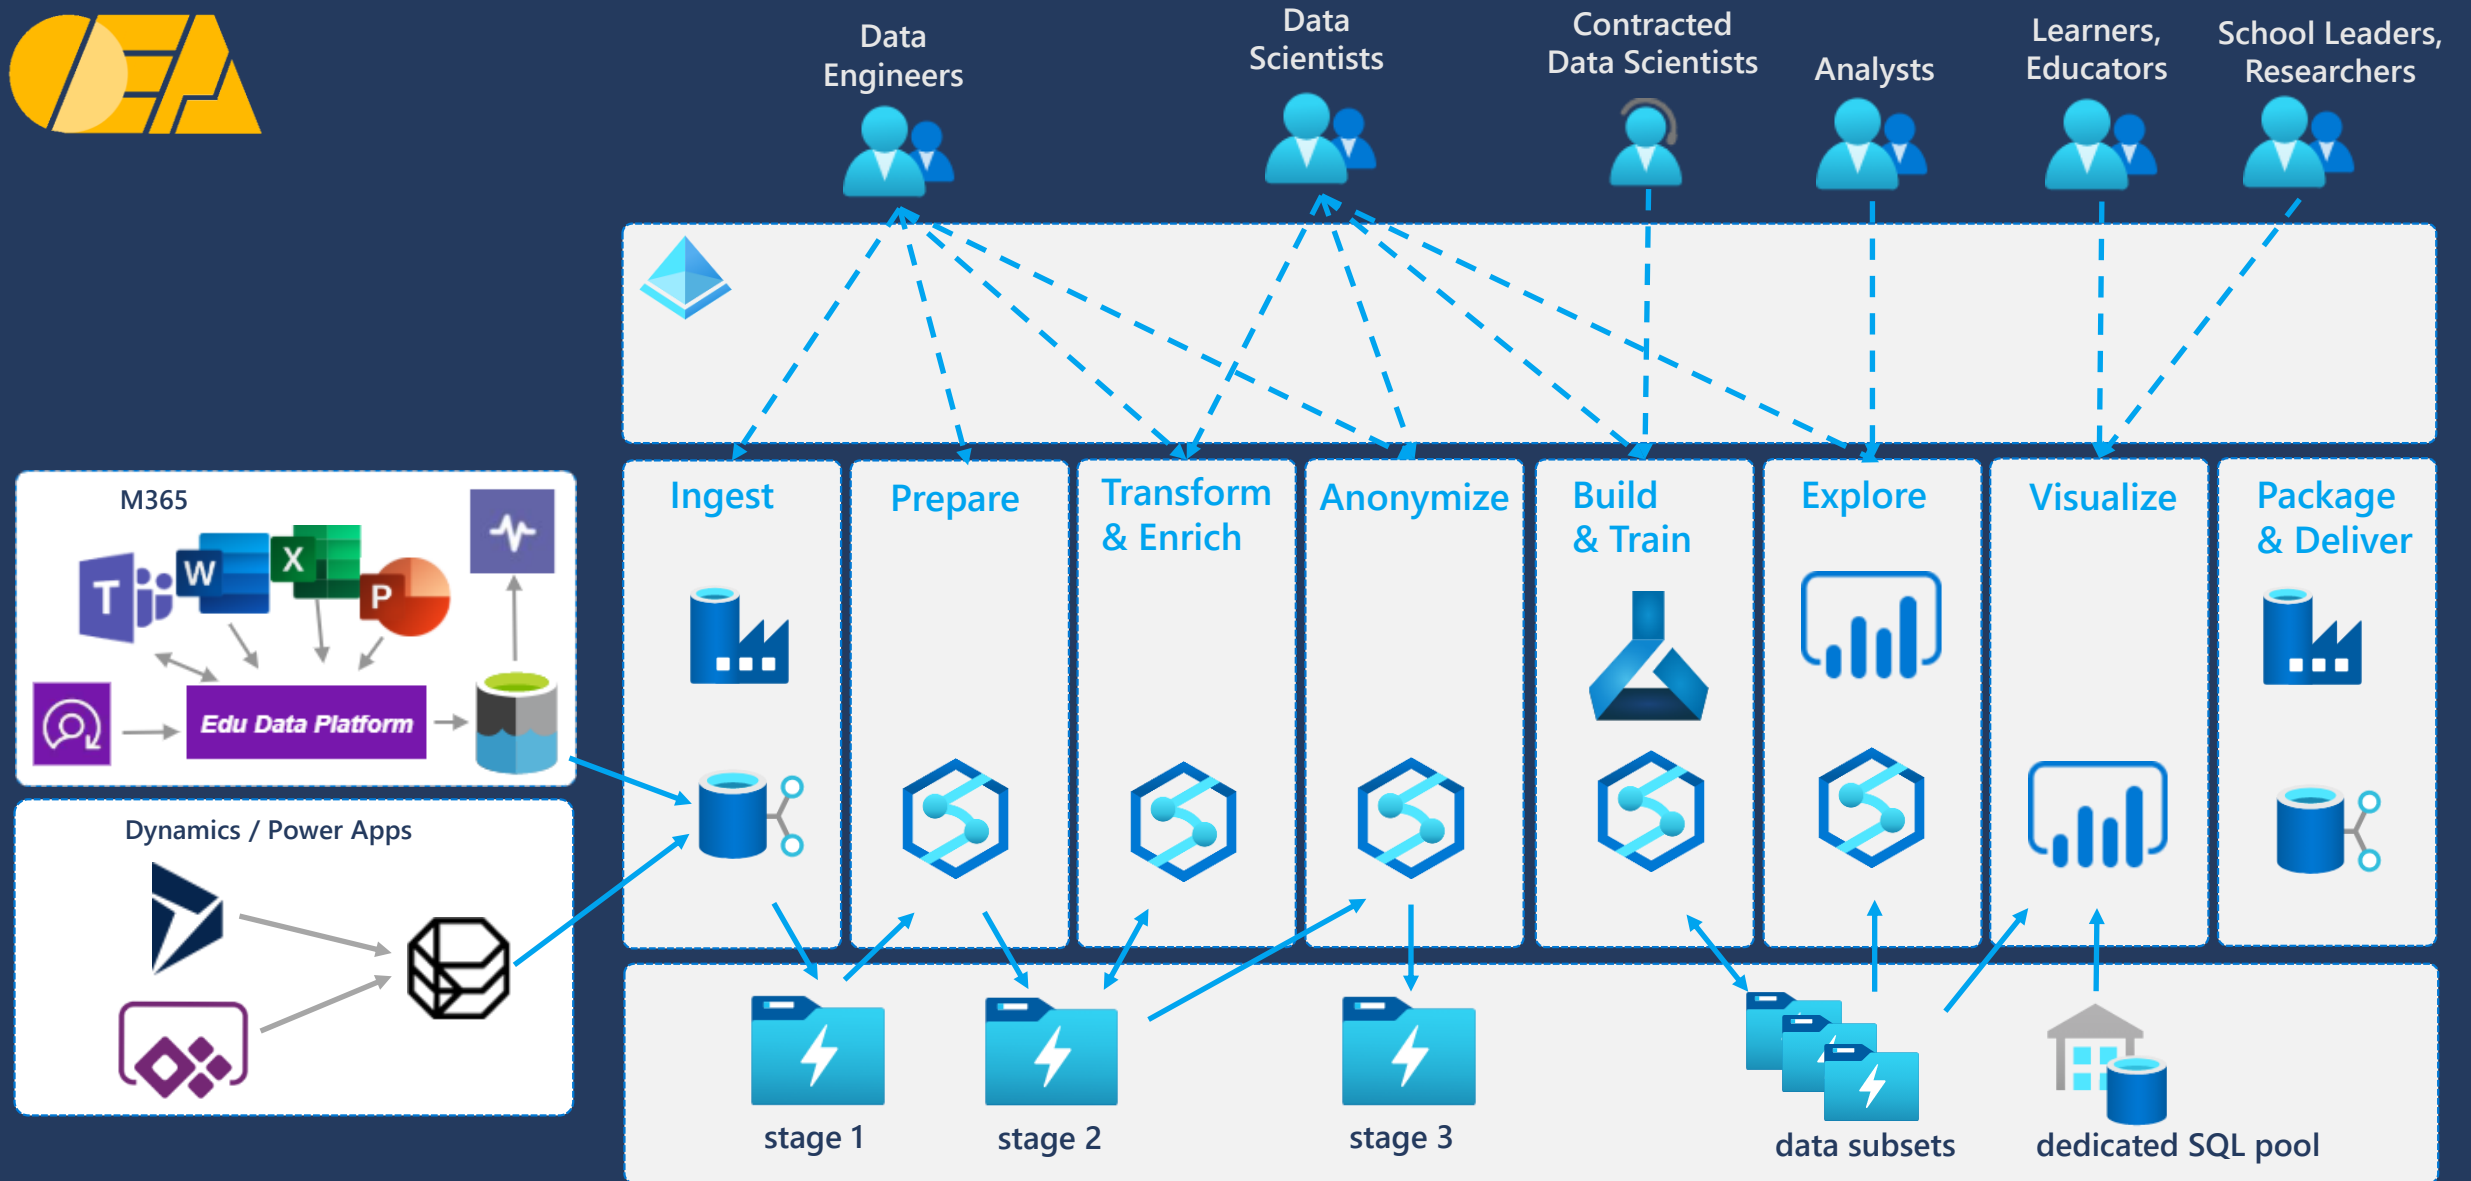 OEA
Data
Engineers
Data
Scientists
Contracted
Data Scientists
Analysts
Learners,
Educators
School Leaders,
Researchers
M365
T
W
X
P
Edu Data Platform
Dynamics / Power Apps
Ingest
Prepare
Transform
& Enrich
Anonymize
Build
& Train
Explore
Visualize
Package
& Deliver
stage 1
stage 2
stage 3
data subsets
dedicated SQL pool